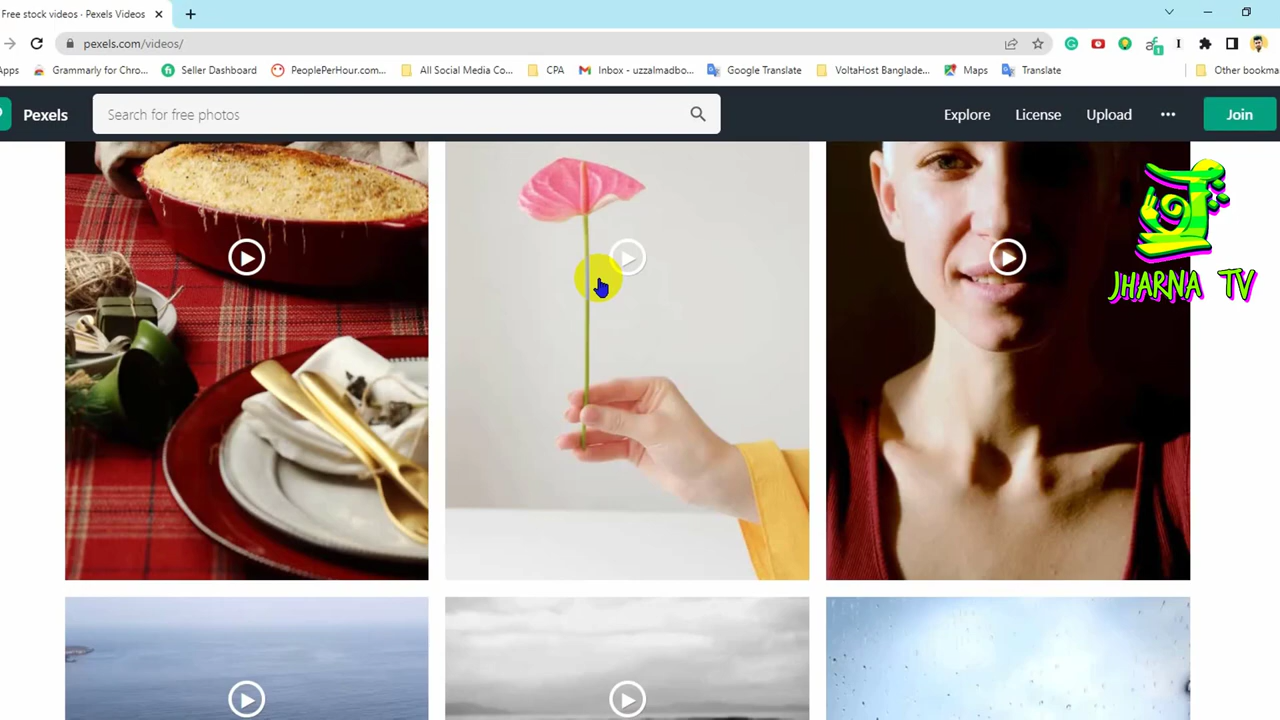 Free stock videos · Pexels Videos
pexels.com/videos/
Apps
Grammarly for Chro...
Seller Dashboard
PeoplePerHour.com...
All Social Media Co...
CPA
Inbox - uzzalmadbo...
Google Translate
VoltaHost Banglade...
Maps
Translate
Other bookma
Pexels
Search for free photos
Explore
License
Upload
Join
JHARNA TV